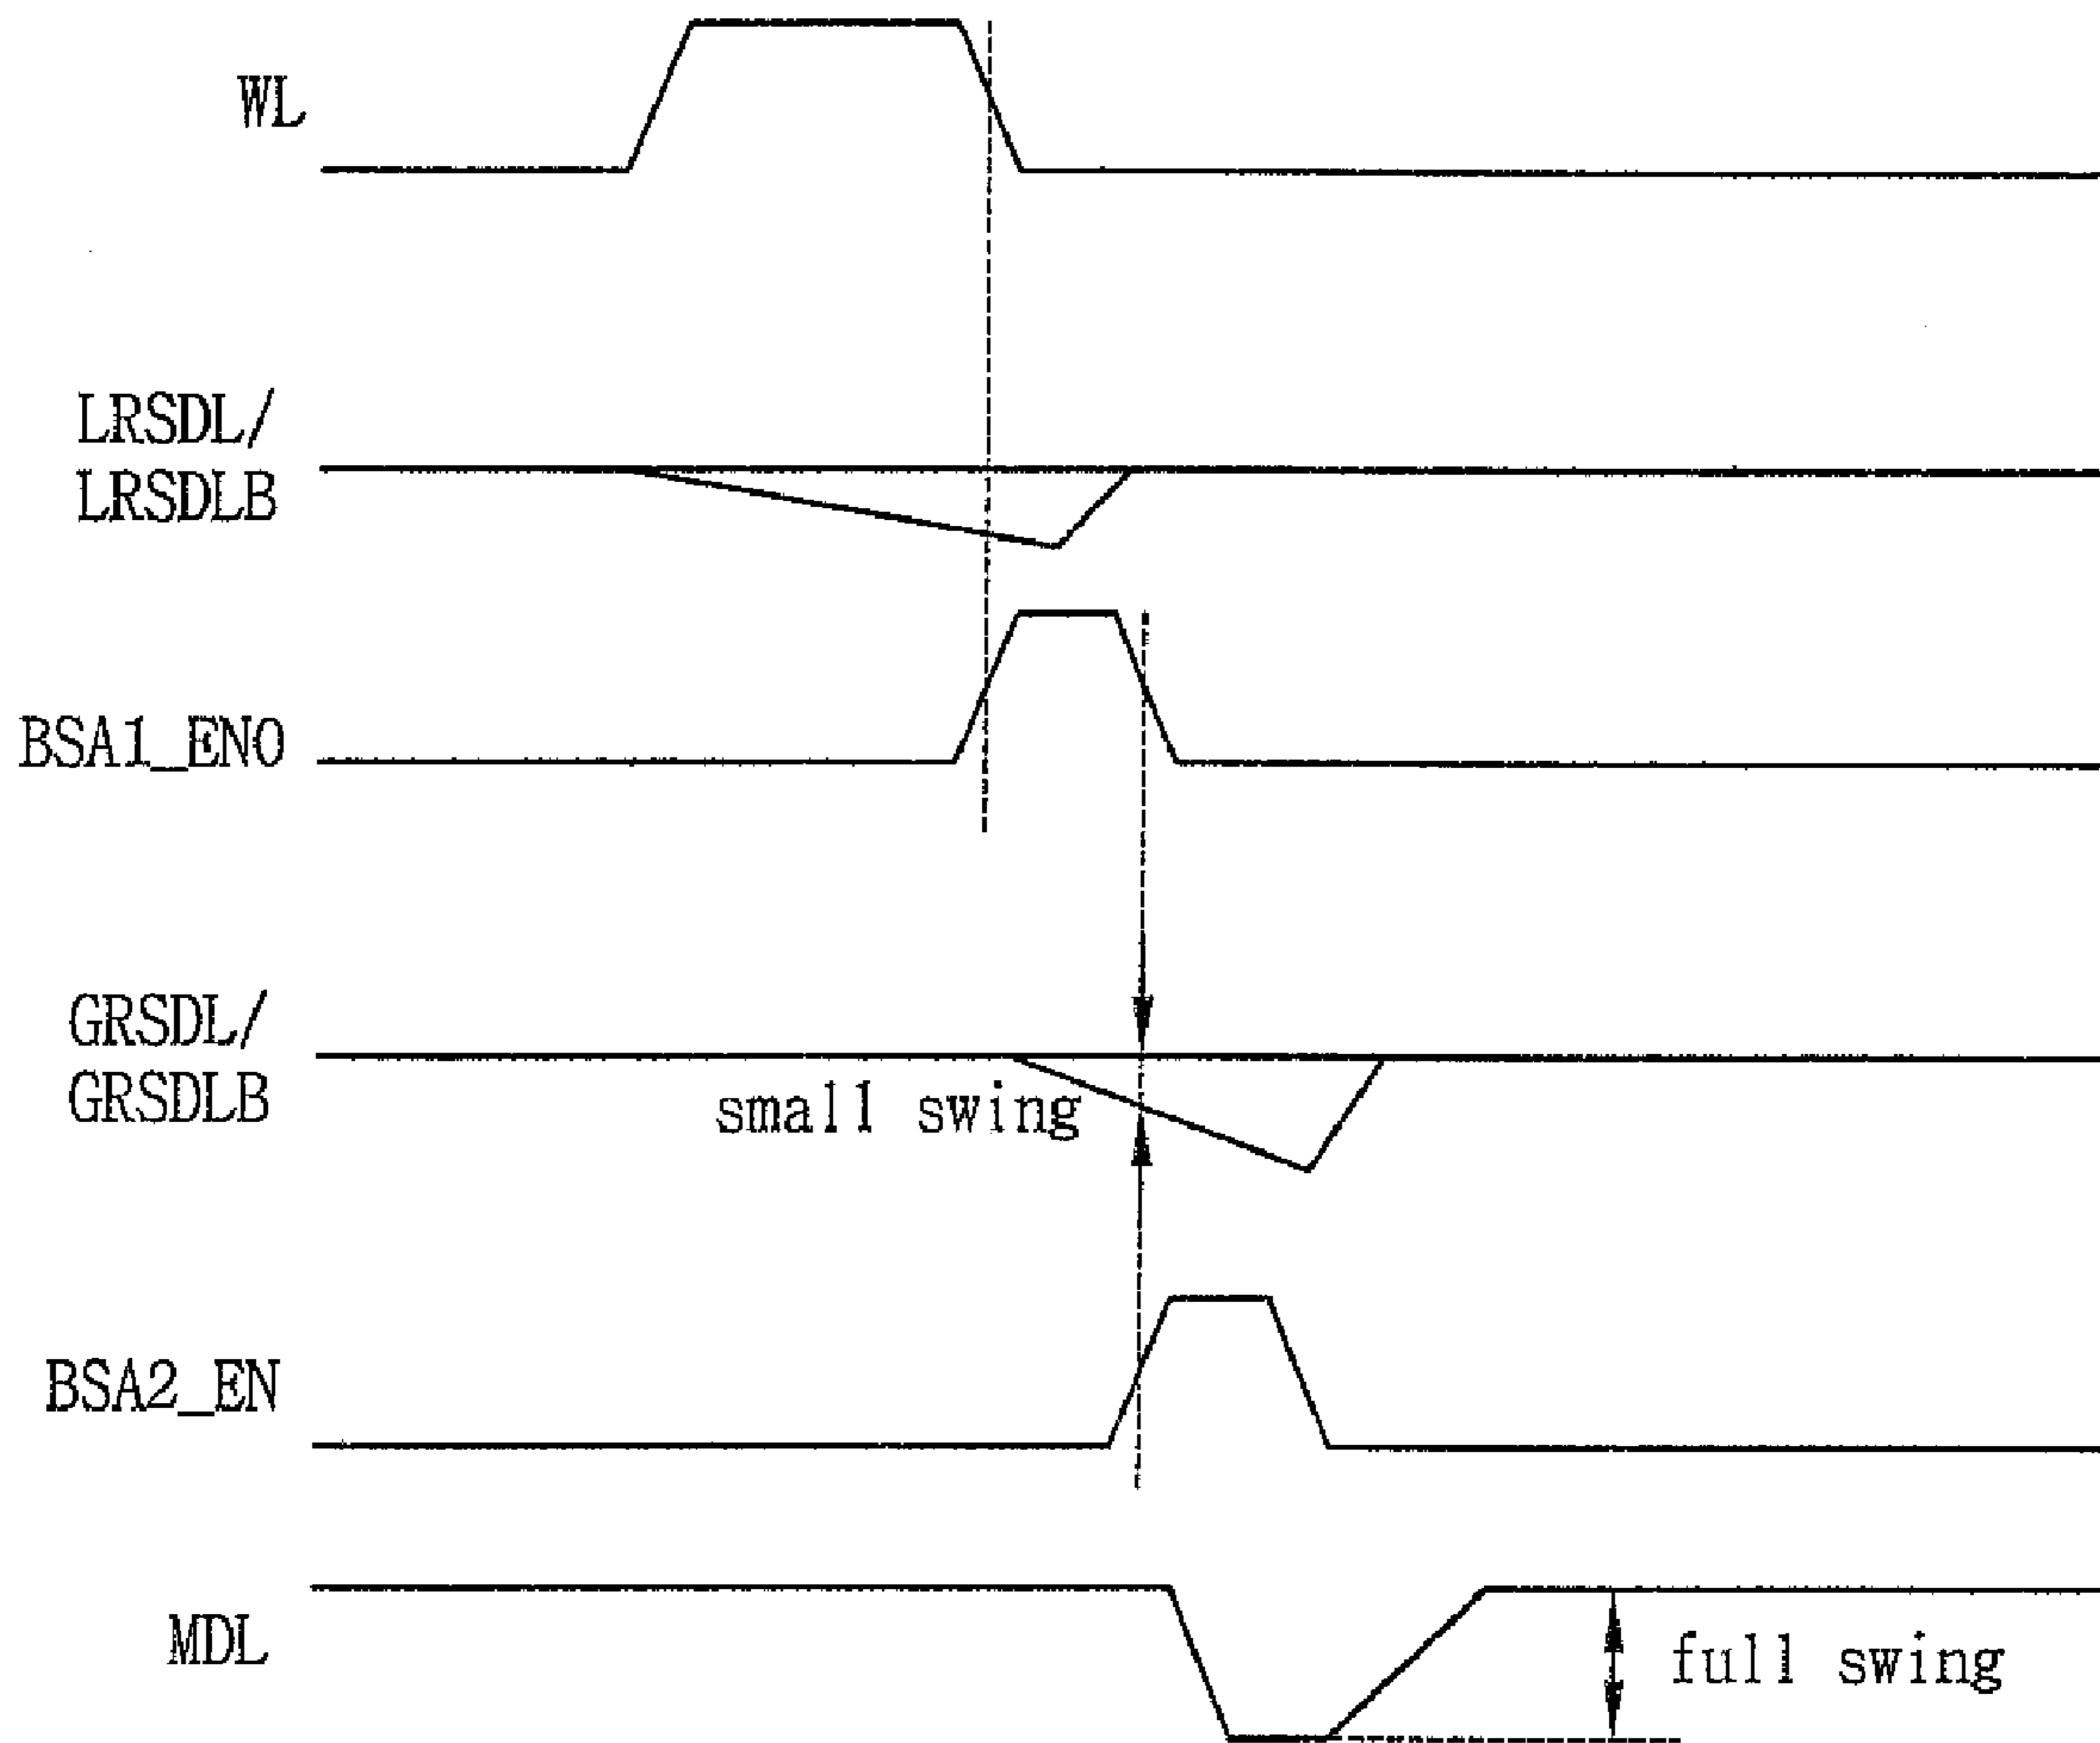 WL
LRSDL/
LRSDLB
BSA1_EN0
GRSDL/
GRSDLB
small swing
BSA2_EN
MDL
full swing